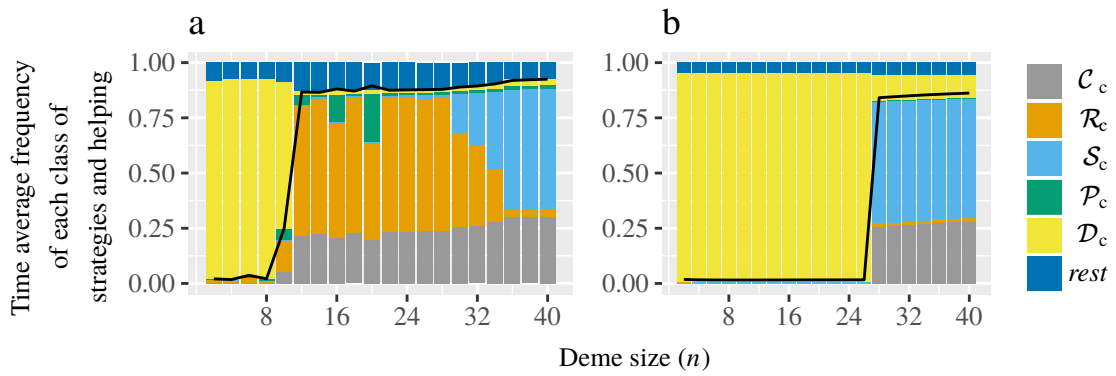 a
b
Time average frequency
of each class of
strategies and helping
1.00
0.75
0.50
0.25
0.00
8
16
24
32
40
1.00
0.75
0.50
0.25
0.00
8
16
24
32
40
Deme size (n)
𝒞c
ℛc
𝒮c
𝒫c
𝒟c
rest